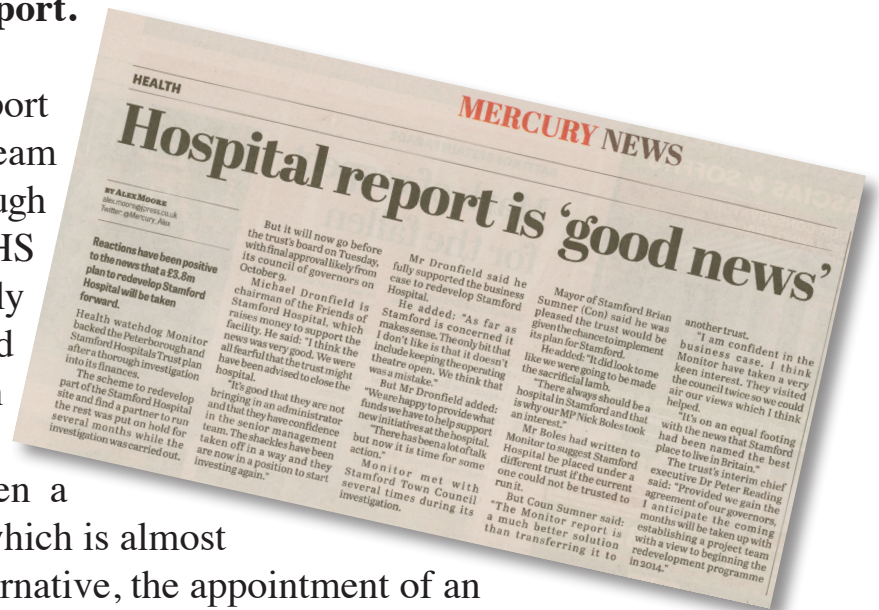 port.
port
eam
ugh
HS
ly
d
n
en a
which is almost
rnative, the appointment of an
HEALTH
MERCURY NEWS
Hospital report is ‘good news’
BY ALEX MOORE
alex.moore@jpress.co.uk
Twitter: @Mercury_Alex
Reactions have been positive
to the news that a £3.8m
plan to redevelop Stamford
Hospital will be taken
forward.
Health watchdog Monitor
backed the Peterborough and
Stamford Hospitals Trust plan
after a thorough investigation
into its finances.
The scheme to redevelop
part of the Stamford Hospital
site and find a partner to run
the rest was put on hold for
several months while the
investigation was carried out.
But it will now go before
the trust's board on Tuesday,
with final approval likely from
its council of governors on
October 9.
Michael Dronfield is
chairman of the Friends of
Stamford Hospital, which
raises money to support the
facility. He said: "I think the
news was very good. We were
all fearful that the trust might
have been advised to close the
hospital.
"It's good that they are not
bringing in an administrator
and that they have confidence
in the senior management
team. The shackles have been
taken off in a way and they
are now in a position to start
investing again."
Mr Dronfield said he
fully supported the business
case to redevelop Stamford
Hospital.
He added: "As far as
Stamford is concerned it
makes sense. The only bit that
I don't like is that it doesn't
include keeping the operating
theatre open. We think that
was a mistake."
But Mr Dronfield added:
"We are happy to provide what
funds we have to help support
new initiatives at the hospital.
"There has been a lot of talk
but now it is time for some
action."
Monitor met with
Stamford Town Council
several times during its
investigation.
Mayor of Stamford Brian
Sumner (Con) said he was
pleased the trust would be
given the chance to implement
its plan for Stamford.
He added: "It did look to me
like we were going to be made
the sacrificial lamb.
"There always should be a
hospital in Stamford and that
is why our MP Nick Boles took
an interest."
Mr Boles had written to
Monitor to suggest Stamford
Hospital be placed under a
different trust if the current
one could not be trusted to
run it.
But Coun Sumner said:
"The Monitor report is
a much better solution
than transferring it to
another trust.
"I am confident in the
business case. I think
Monitor have taken a very
keen interest. They visited
the council twice so we could
air our views which I think
helped.
"It's on an equal footing
with the news that Stamford
had been named the best
place to live in Britain."
The trust's interim chief
executive Dr Peter Reading
said: "Provided we gain the
agreement of our governors,
I anticipate the coming
months will be taken up with
establishing a project team
with a view to beginning the
redevelopment programme
in 2014."